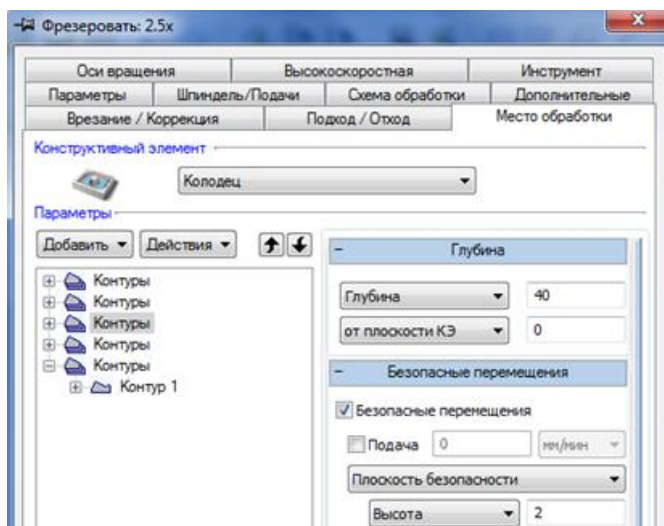 Фрезеровать: 2.5x
Оси вращения Высокоскоростная Инструмент
Параметры Шпиндель/Подачи Схема обработки Дополнительные
Врезание / Коррекция Подход / Отход Место обработки
Конструктивный элемент
Колодец
Параметры
Добавить Действия
Контуры
Контуры
Контуры
Контуры
Контуры
Контур 1
Глубина
Глубина 40
от плоскости КЭ 0
Безопасные перемещения
Безопасные перемещения
Подача 0 мм/мин
Плоскость безопасности
Высота 2